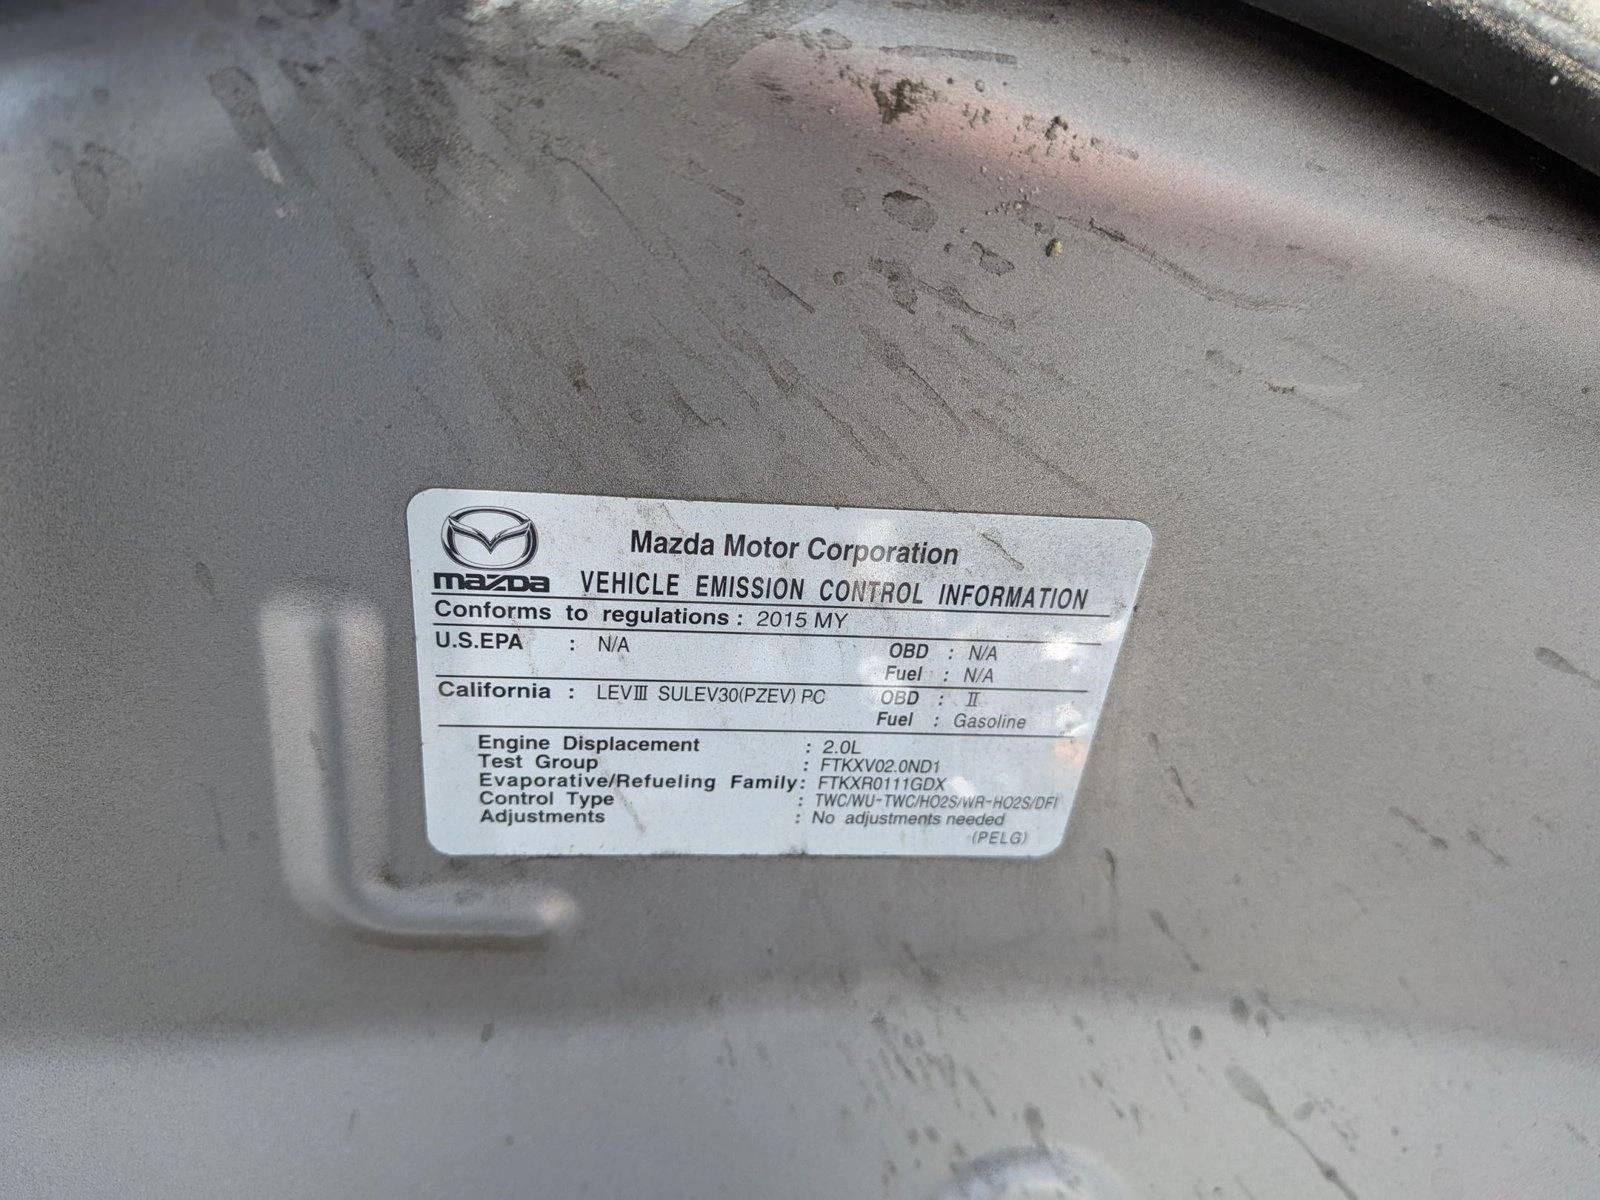 mazda
Mazda Motor Corporation
VEHICLE EMISSION CONTROL INFORMATION
Conforms to regulations : 2015 MY
U.S.EPA : N/A OBD : N/A
Fuel : N/A
California : LEVⅢ SULEV30(PZEV) PC OBD : Ⅱ
Fuel : Gasoline
Engine Displacement : 2.0L
Test Group : FTKXV02.0ND1
Evaporative/Refueling Family: FTKXR0111GDX
Control Type : TWC/WU-TWC/HO2S/WR-HO2S/DFI
Adjustments : No adjustments needed
(PELG)